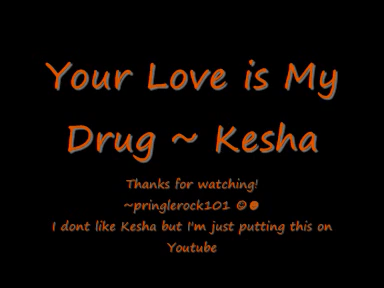 Your Love is My
Drug ~ Kesha
Thanks for watching!
~pringlerock101 ☺☻
I dont like Kesha but I'm just putting this on
Youtube